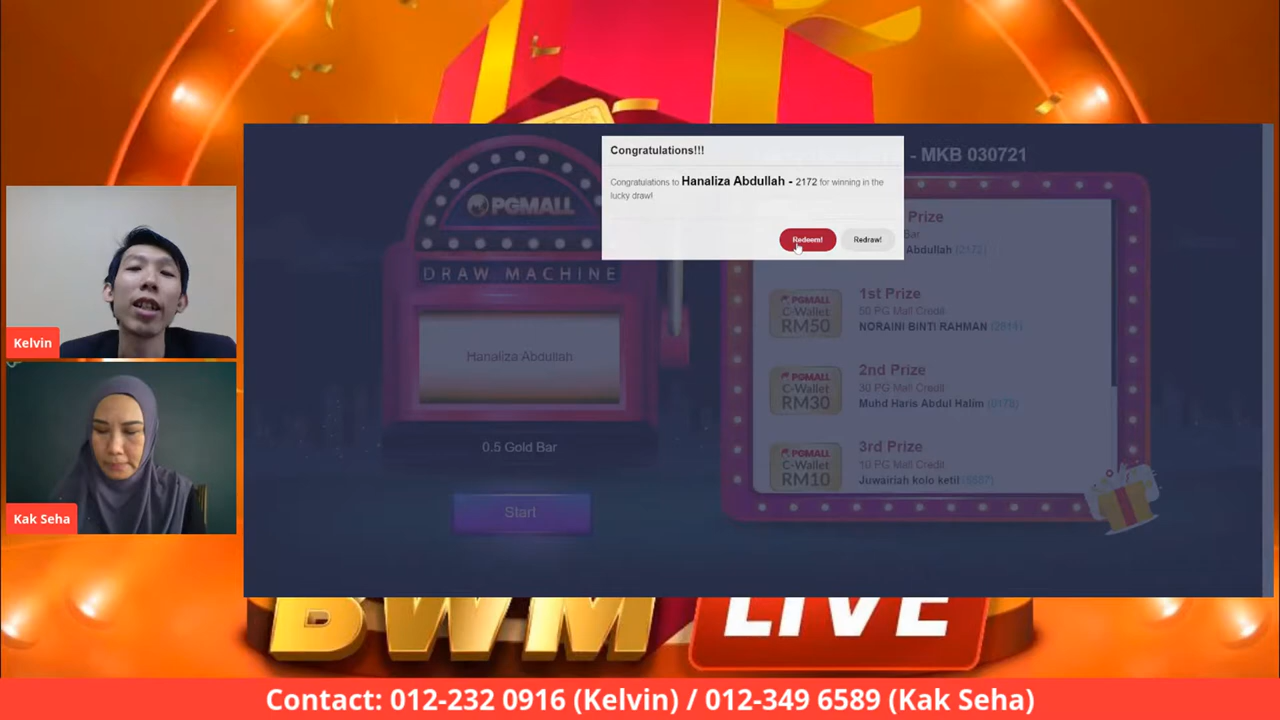 Congratulations!!!
Congratulations to Hanaliza Abdullah - 2172 for winning in the
lucky draw!
Redeem!
Redraw!
- MKB 030721
PGMALL
DRAW MACHINE
Hanaliza Abdullah
0.5 Gold Bar
Start
Prize
Bar
Abdullah (2172)
PGMALL
C-Wallet
RM50
1st Prize
50 PG Mall Credit
NORAINI BINTI RAHMAN
PGMALL
C-Wallet
RM30
2nd Prize
30 PG Mall Credit
Muhd Haris Abdul Halim
PGMALL
C-Wallet
RM10
3rd Prize
10 PG Mall Credit
Juwairiah kolo ketil
Kelvin
Kak Seha
BWM LIVE
Contact: 012-232 0916 (Kelvin) / 012-349 6589 (Kak Seha)